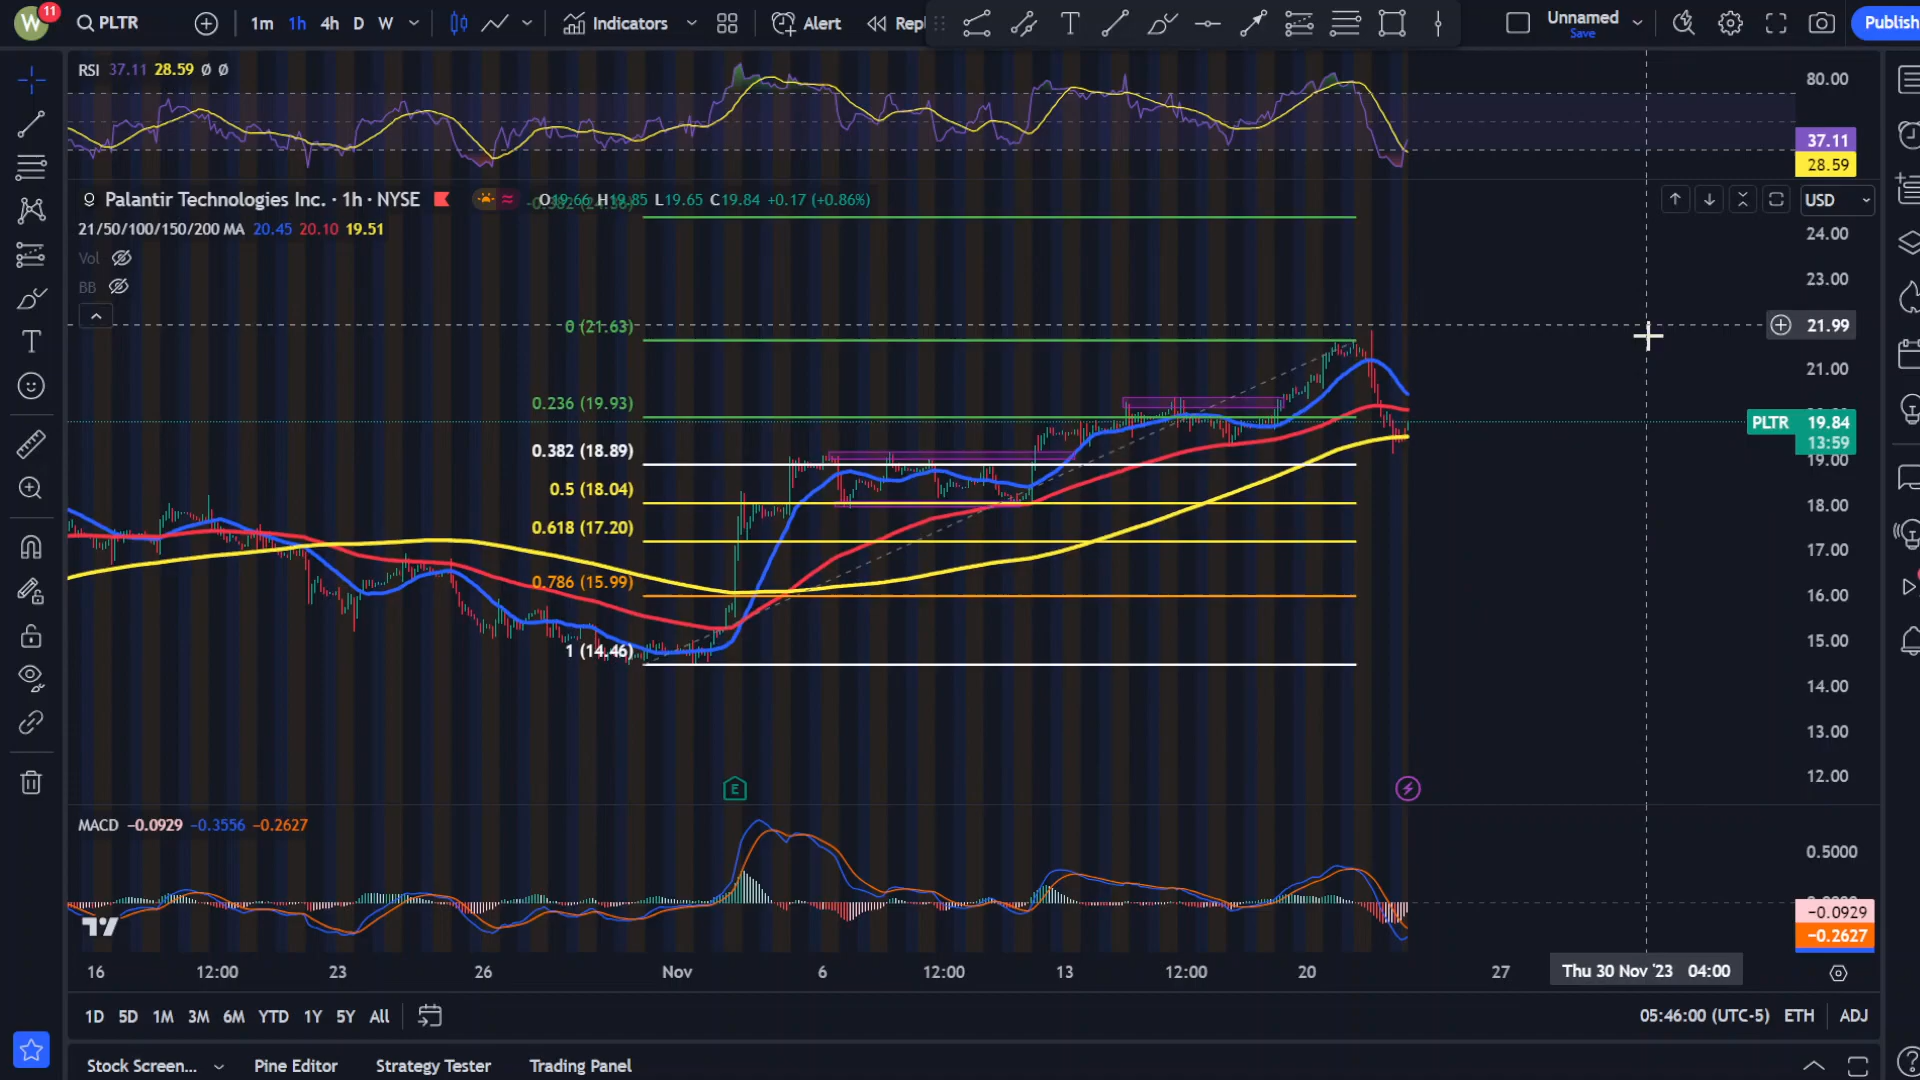 W 11 PLTR 1m 1h 4h D W Indicators Alert Repl Unnamed Save Publish
RSI 37.11 28.59 Ø Ø
80.00
37.11
28.59
Palantir Technologies Inc. · 1h · NYSE O19.66 H19.85 L19.65 C19.84 +0.17 (+0.86%)
USD
21/50/100/150/200 MA 20.45 20.10 19.51
Vol
BB
24.00
23.00
21.99
21.00
PLTR 19.84
13:59
19.00
18.00
17.00
16.00
15.00
14.00
13.00
12.00
0 (21.63)
0.236 (19.93)
0.382 (18.89)
0.5 (18.04)
0.618 (17.20)
0.786 (15.99)
1 (14.46)
E
MACD −0.0929 −0.3556 −0.2627
0.5000
−0.0929
−0.2627
16 12:00 23 26 Nov 6 12:00 13 12:00 20 27 Thu 30 Nov '23 04:00
1D 5D 1M 3M 6M YTD 1Y 5Y All 05:46:00 (UTC-5) ETH ADJ
Stock Screen... Pine Editor Strategy Tester Trading Panel